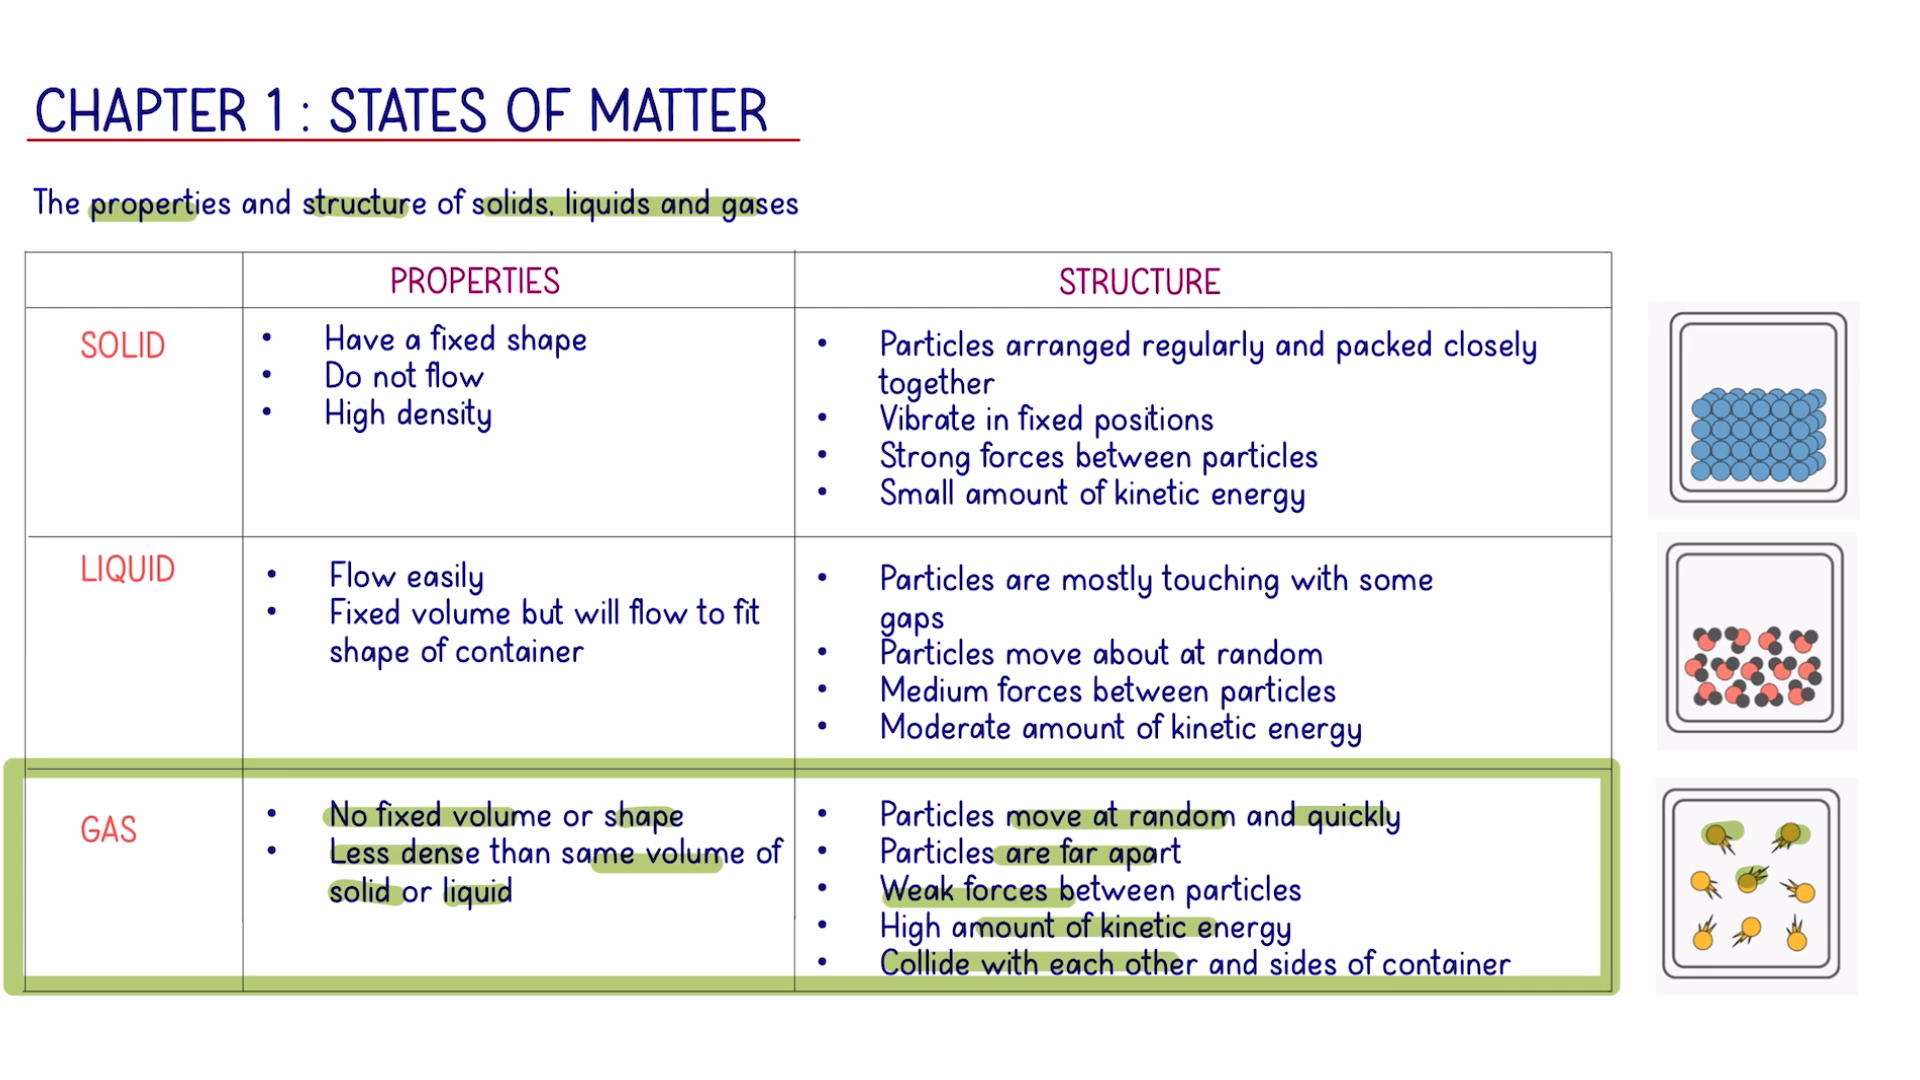 CHAPTER 1 : STATES OF MATTER
The properties and structure of solids, liquids and gases
PROPERTIES
STRUCTURE
SOLID
• Have a fixed shape
• Do not flow
• High density
• Particles arranged regularly and packed closely
together
• Vibrate in fixed positions
• Strong forces between particles
• Small amount of kinetic energy
LIQUID
• Flow easily
• Fixed volume but will flow to fit
shape of container
• Particles are mostly touching with some
gaps
• Particles move about at random
• Medium forces between particles
• Moderate amount of kinetic energy
GAS
• No fixed volume or shape
• Less dense than same volume of
solid or liquid
• Particles move at random and quickly
• Particles are far apart
• Weak forces between particles
• High amount of kinetic energy
• Collide with each other and sides of container